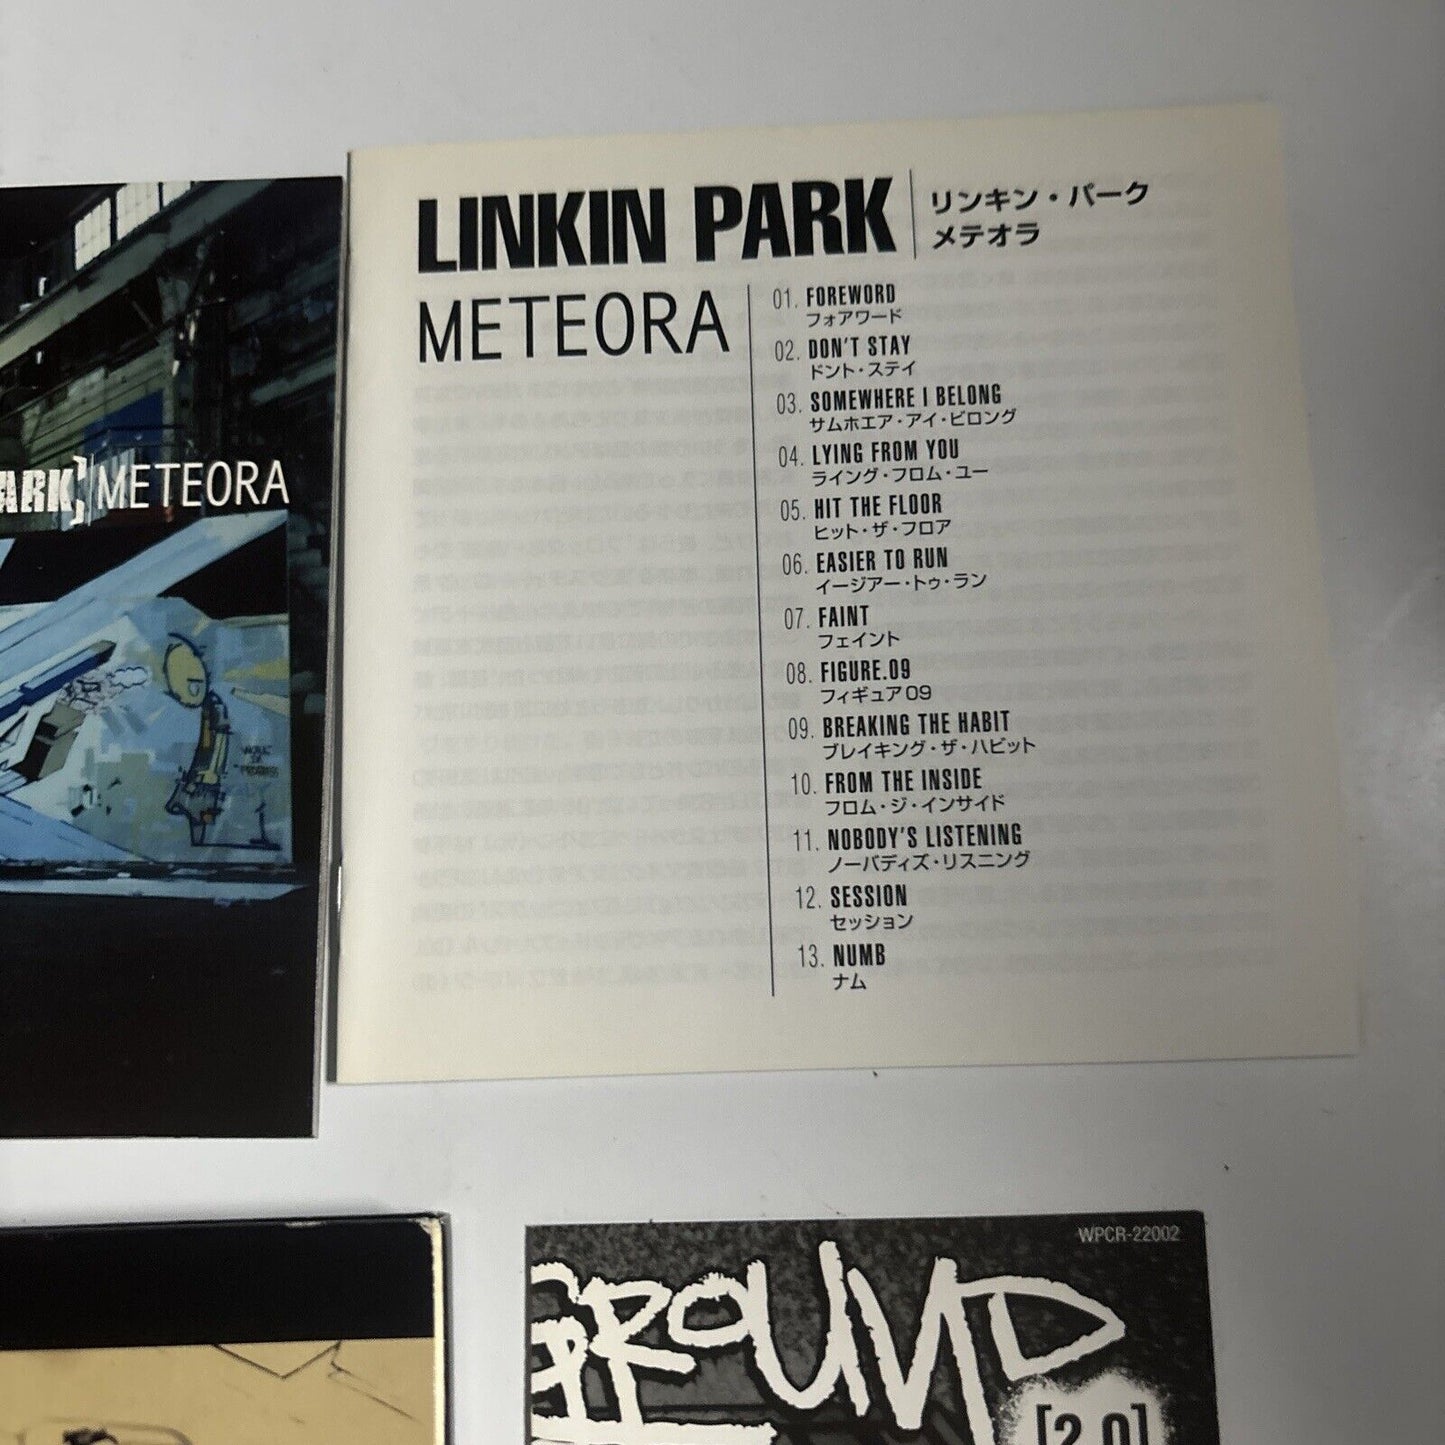 LINKIN PARK
リンキン・パーク
メテオラ
METEORA
01. FOREWORD
フォアワード
02. DON'T STAY
ドント・ステイ
03. SOMEWHERE I BELONG
サムホエア・アイ・ビロング
04. LYING FROM YOU
ライング・フロム・ユー
05. HIT THE FLOOR
ヒット・ザ・フロア
06. EASIER TO RUN
イージアー・トゥ・ラン
07. FAINT
フェイント
08. FIGURE.09
フィギュア09
09. BREAKING THE HABIT
ブレイキング・ザ・ハビット
10. FROM THE INSIDE
フロム・ジ・インサイド
11. NOBODY'S LISTENING
ノーバディズ・リスニング
12. SESSION
セッション
13. NUMB
ナム
ARK] METEORA
WPCR-22002
GROUND
[2.0]